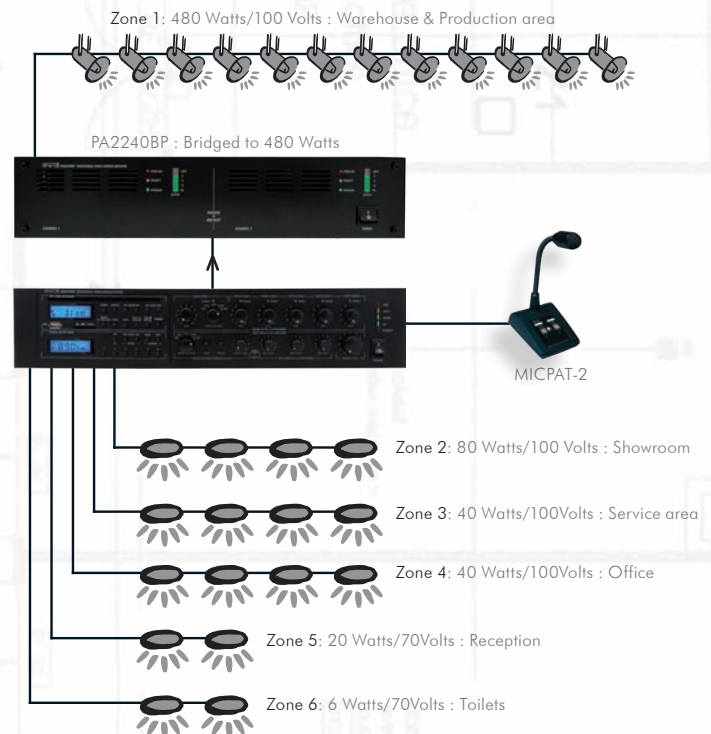 Zone 1: 480 Watts/100 Volts : Warehouse & Production area
PA2240BP : Bridged to 480 Watts
MICPAT-2
Zone 2: 80 Watts/100 Volts : Showroom
Zone 3: 40 Watts/100Volts : Service area
Zone 4: 40 Watts/100Volts : Office
Zone 5: 20 Watts/70Volts : Reception
Zone 6: 6 Watts/70Volts : Toilets